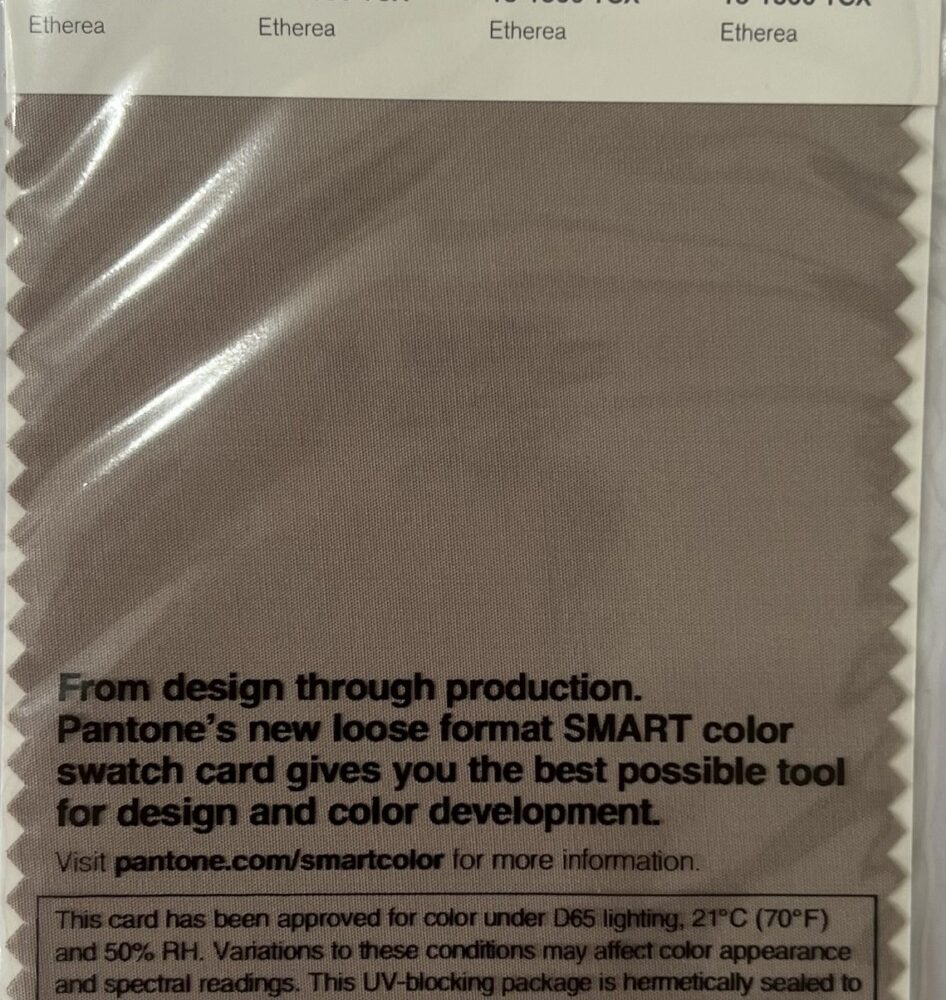 Etherea Etherea Etherea Etherea
From design through production.
Pantone's new loose format SMART color
swatch card gives you the best possible tool
for design and color development.
Visit pantone.com/smartcolor for more information.
This card has been approved for color under D65 lighting, 21°C (70°F)
and 50% RH. Variations to these conditions may affect color appearance
and spectral readings. This UV-blocking package is hermetically sealed to